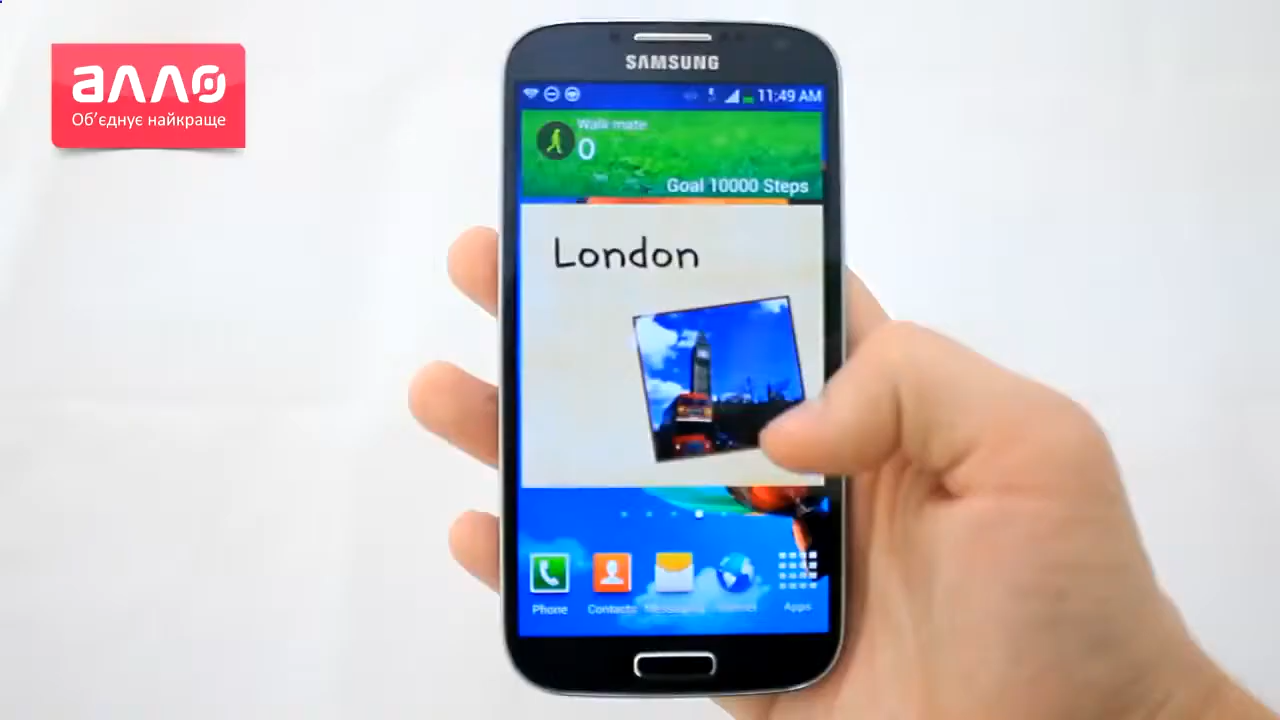 алло
Об'єднує найкраще
SAMSUNG
11:49 AM
Walk mate
0
Goal 10000 Steps
London
Phone
Contacts
Apps